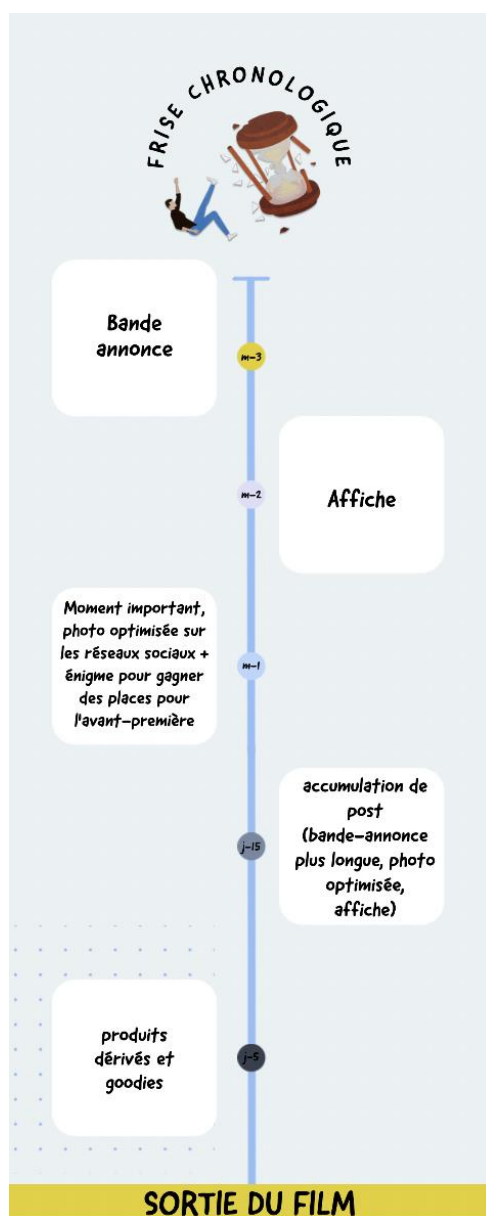 FRISE CHRONOLOGIQUE
Bande
annonce
m-3
m-2
Affiche
Moment important,
photo optimisée sur
les réseaux sociaux +
énigme pour gagner
des places pour
l'avant-première
m-1
accumulation de
post
(bande-annonce
plus longue, photo
optimisée,
affiche)
j-15
produits
dérivés et
goodies
j-5
SORTIE DU FILM